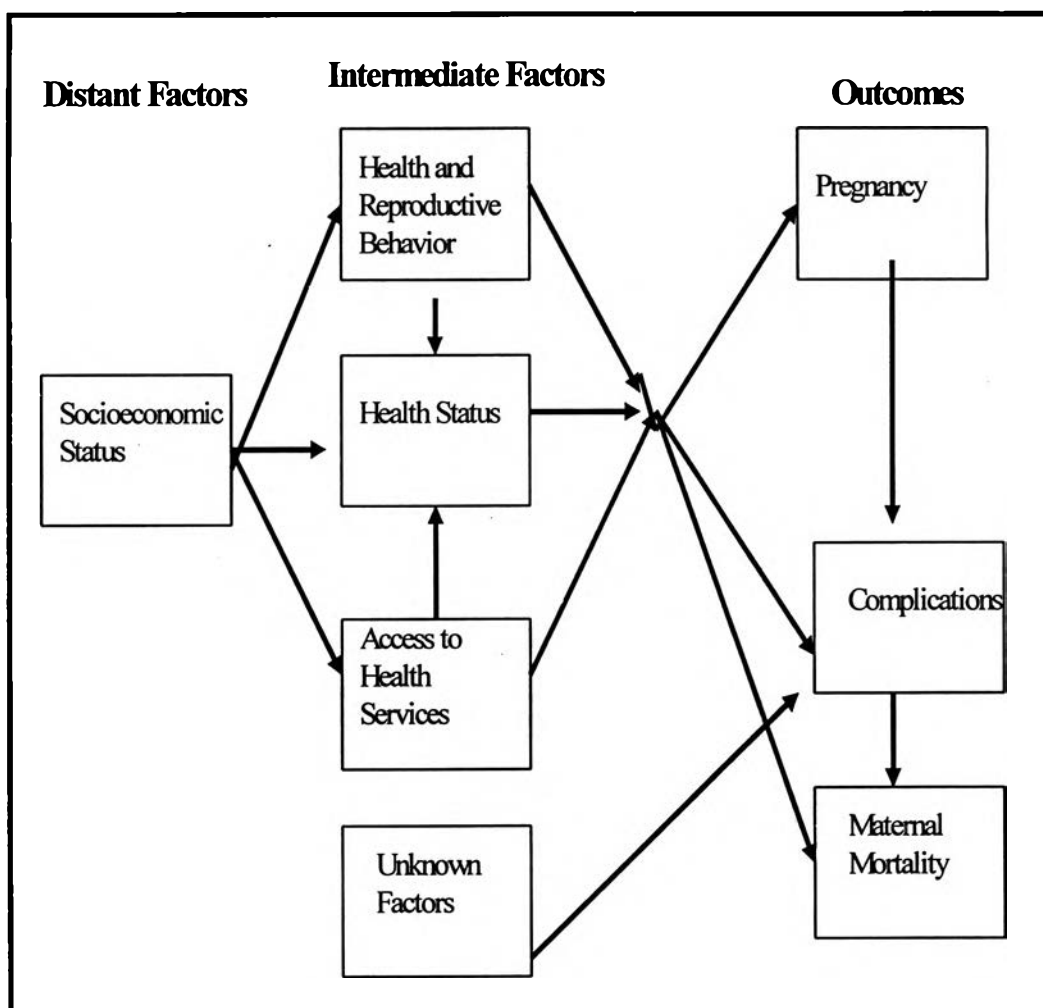 Distant Factors
Intermediate Factors
Outcomes
Health and
Reproductive
Behavior
Pregnancy
Socioeconomic
Status
Health Status
Complications
Access to
Health
Services
Maternal
Mortality
Unknown
Factors